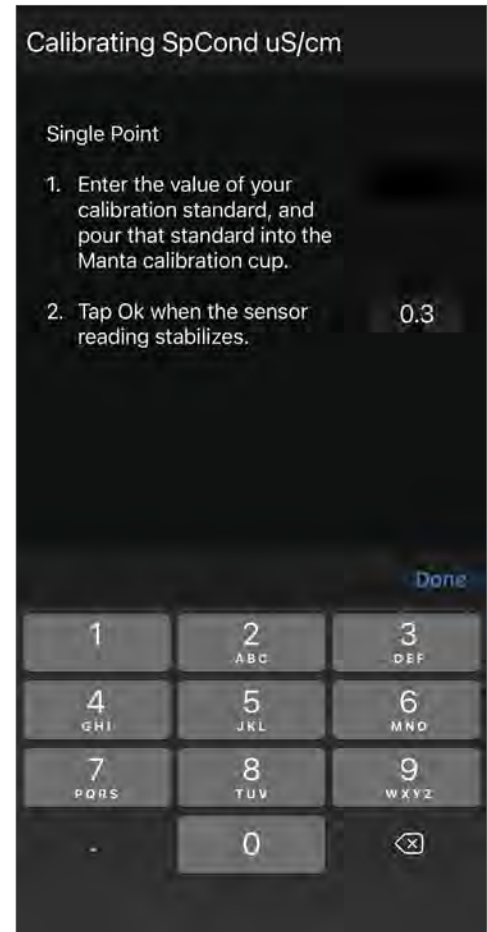 Calibrating SpCond uS/cm
Single Point
1. Enter the value of your
calibration standard, and
pour that standard into the
Manta calibration cup.
2. Tap Ok when the sensor
reading stabilizes.
0.3
Done
1 2 3
ABC DEF
4 5 6
GHI JKL MNO
7 8 9
PQRS TUV WXYZ
. 0